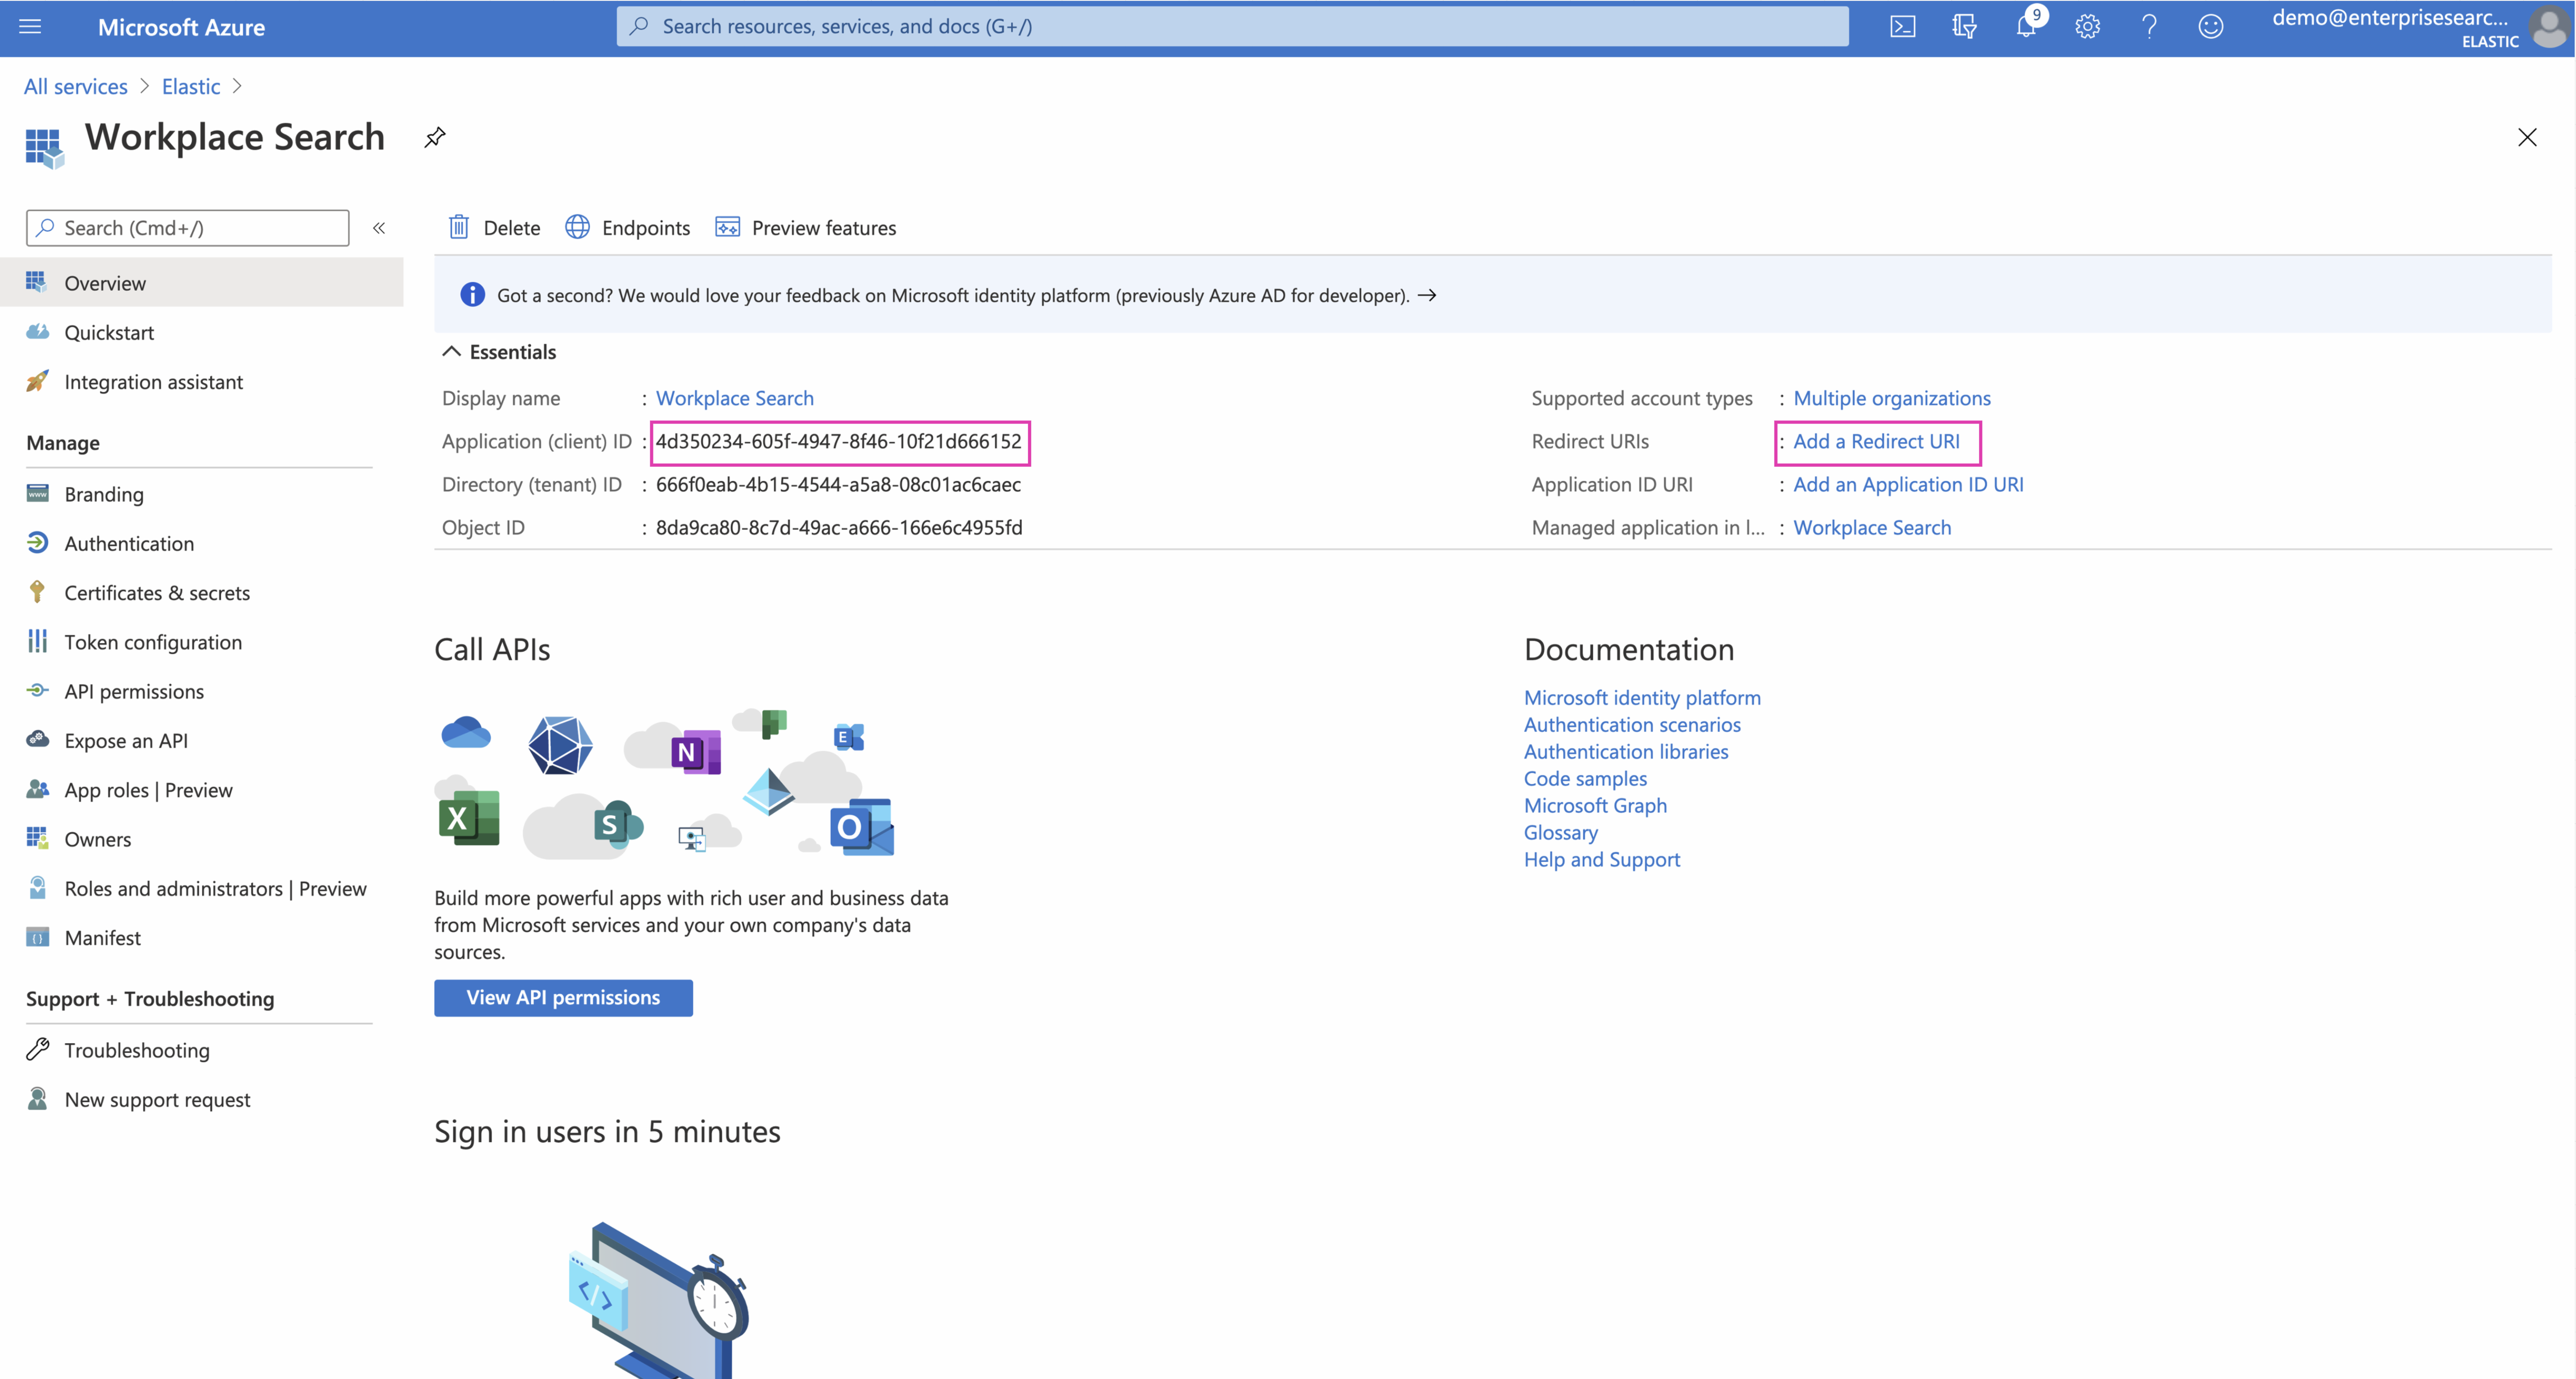 Microsoft Azure
Search resources, services, and docs (G+/)
9
demo@enterprisesearc...
ELASTIC
All services > Elastic >
Workplace Search
Search (Cmd+/)
Delete
Endpoints
Preview features
Overview
Quickstart
Integration assistant
Manage
Branding
Authentication
Certificates & secrets
Token configuration
API permissions
Expose an API
App roles | Preview
Owners
Roles and administrators | Preview
Manifest
Support + Troubleshooting
Troubleshooting
New support request
Got a second? We would love your feedback on Microsoft identity platform (previously Azure AD for developer). →
Essentials
Display name : Workplace Search
Application (client) ID : 4d350234-605f-4947-8f46-10f21d666152
Directory (tenant) ID : 666f0eab-4b15-4544-a5a8-08c01ac6caec
Object ID : 8da9ca80-8c7d-49ac-a666-166e6c4955fd
Supported account types : Multiple organizations
Redirect URIs : Add a Redirect URI
Application ID URI : Add an Application ID URI
Managed application in l... : Workplace Search
Call APIs
N
E
X
S
O
Build more powerful apps with rich user and business data
from Microsoft services and your own company's data
sources.
View API permissions
Documentation
Microsoft identity platform
Authentication scenarios
Authentication libraries
Code samples
Microsoft Graph
Glossary
Help and Support
Sign in users in 5 minutes